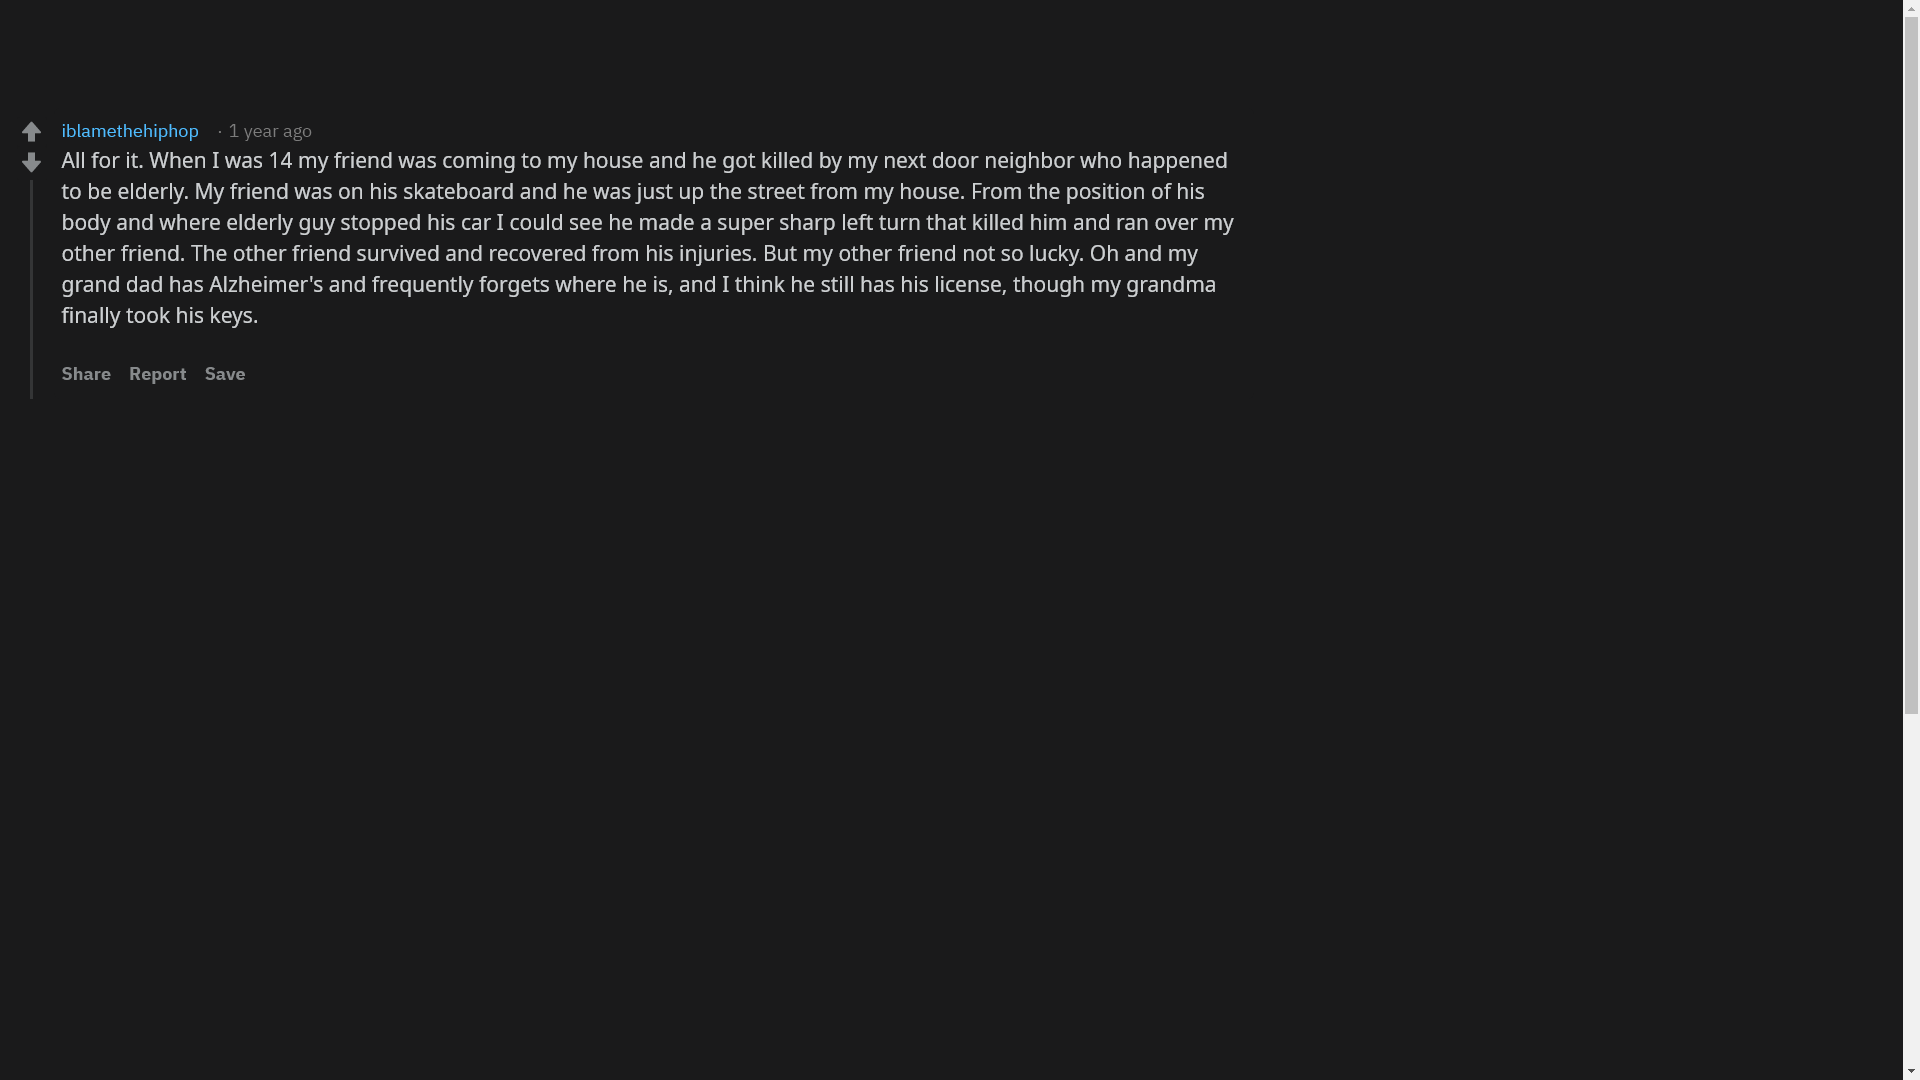 iblamethehiphop · 1 year ago
All for it. When I was 14 my friend was coming to my house and he got killed by my next door neighbor who happened
to be elderly. My friend was on his skateboard and he was just up the street from my house. From the position of his
body and where elderly guy stopped his car I could see he made a super sharp left turn that killed him and ran over my
other friend. The other friend survived and recovered from his injuries. But my other friend not so lucky. Oh and my
grand dad has Alzheimer's and frequently forgets where he is, and I think he still has his license, though my grandma
finally took his keys.
Share Report Save